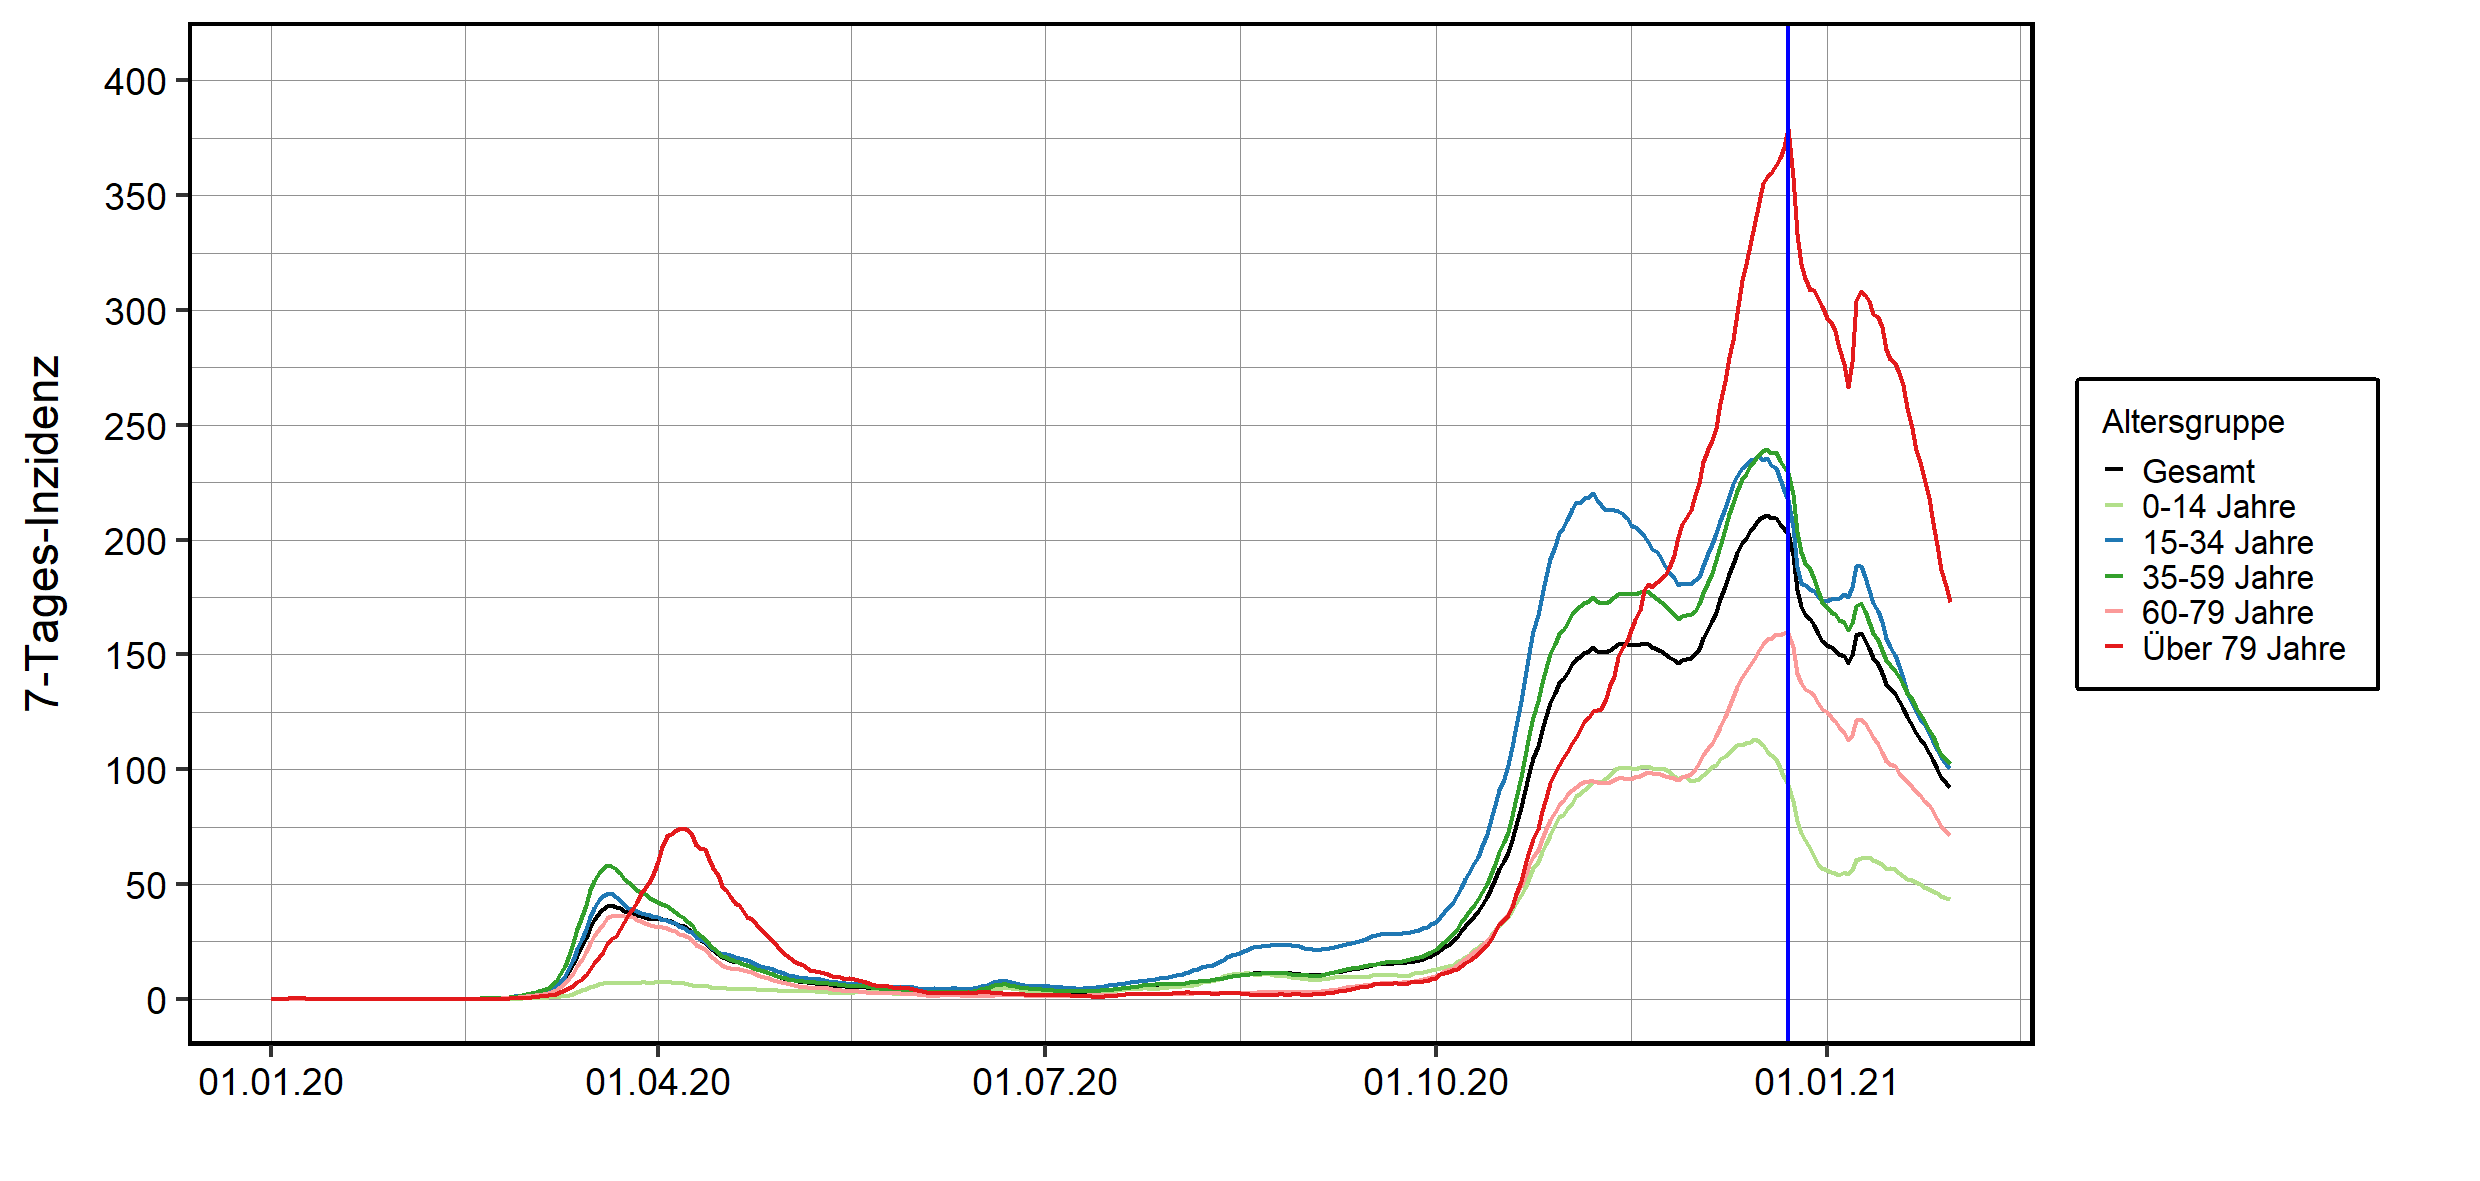 400
350
300
250
200
150
100
50
0
7-Tages-Inzidenz
01.01.20
01.04.20
01.07.20
01.10.20
01.01.21
Altersgruppe
Gesamt
0-14 Jahre
15-34 Jahre
35-59 Jahre
60-79 Jahre
Über 79 Jahre